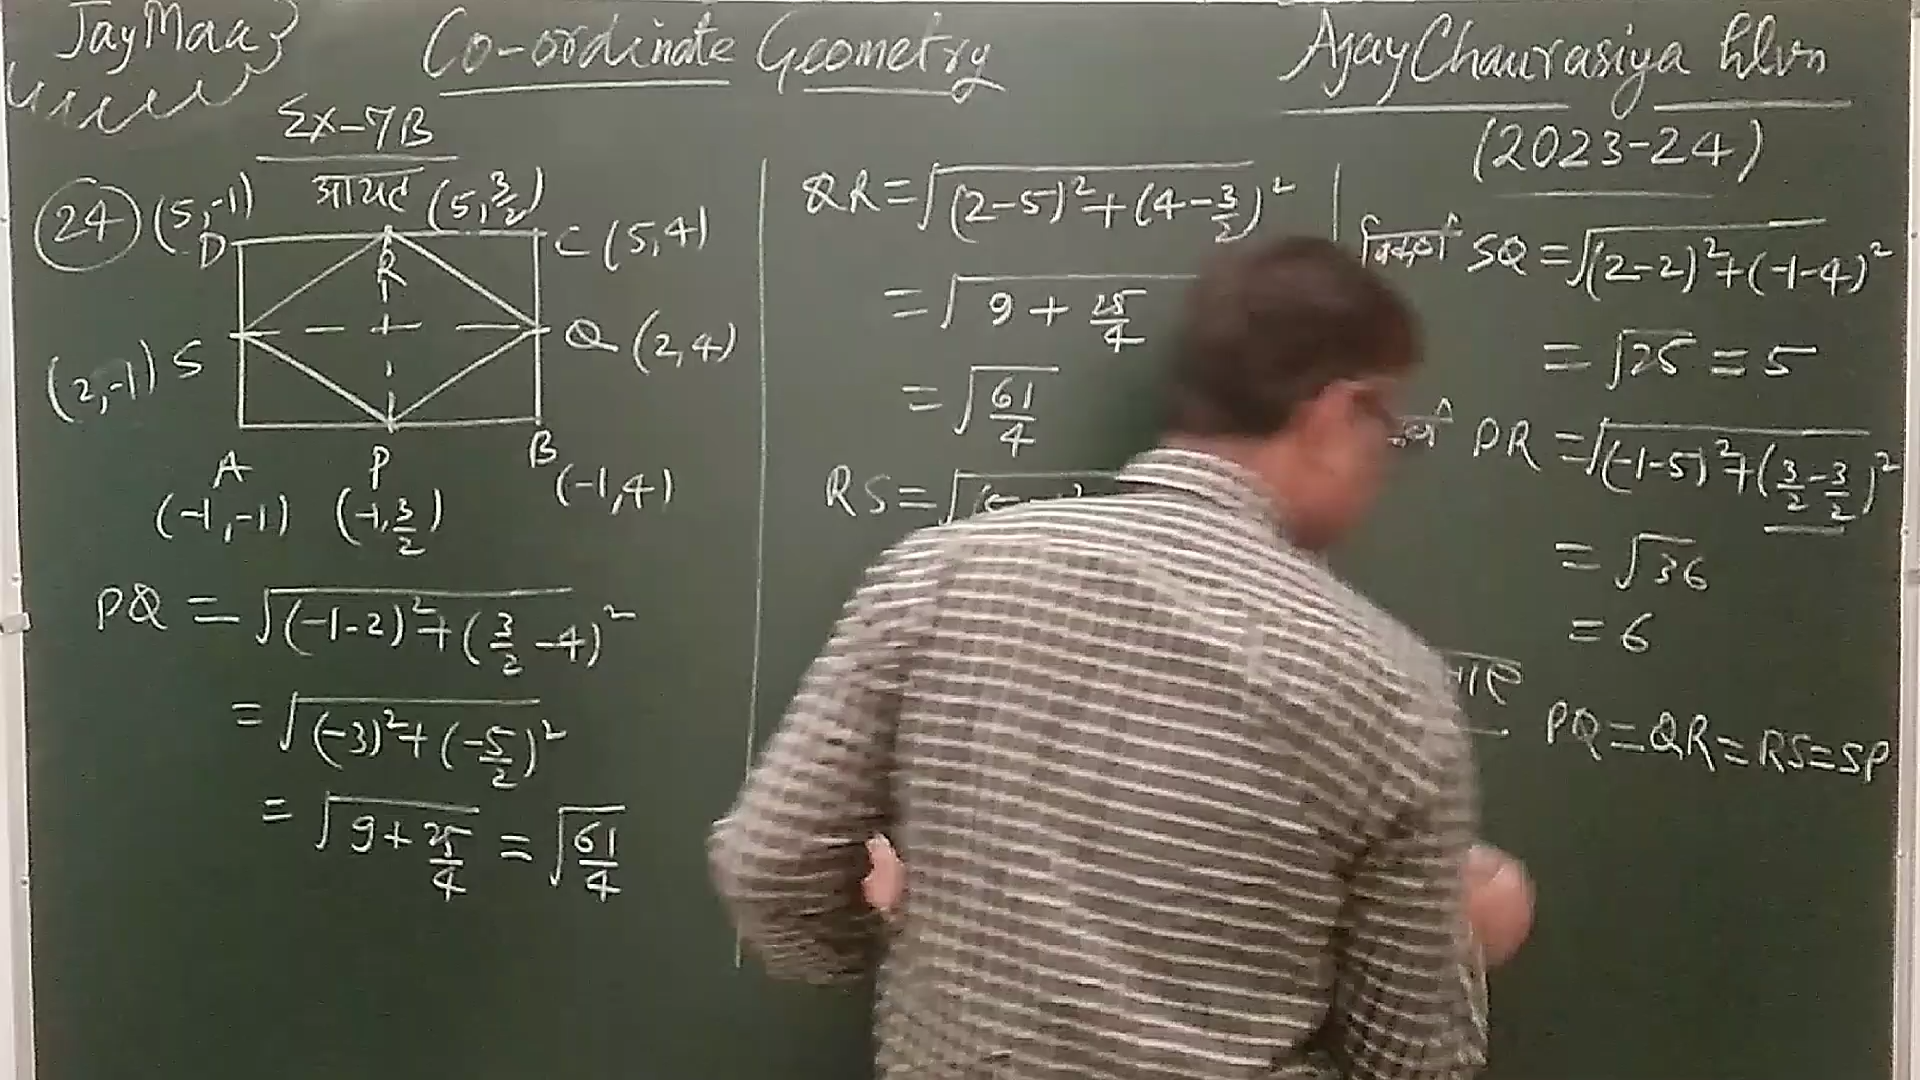 JayMaa}
Co-ordinate Geometry
AjayChaurasiya hlvn
(2023-24)
Ex-7B
24
आयत
(5,-1)
(5,3/2)
D
R
C (5,4)
(2,-1) S
Q (2,4)
A
P
B
(-1,-1)
(-1,3/2)
(-1,4)
PQ = √(-1-2)²+(3/2-4)²
= √(-3)²+(-5/2)²
= √9+25/4 = √61/4
QR = √(2-5)²+(4-3/2)²
= √9+25/4
= √61/4
RS = √
विकर्ण SQ = √(2-2)²+(-1-4)²
= √25 = 5
PR = √(-1-5)²+(3/2-3/2)²
= √36
= 6
PQ=QR=RS=SP